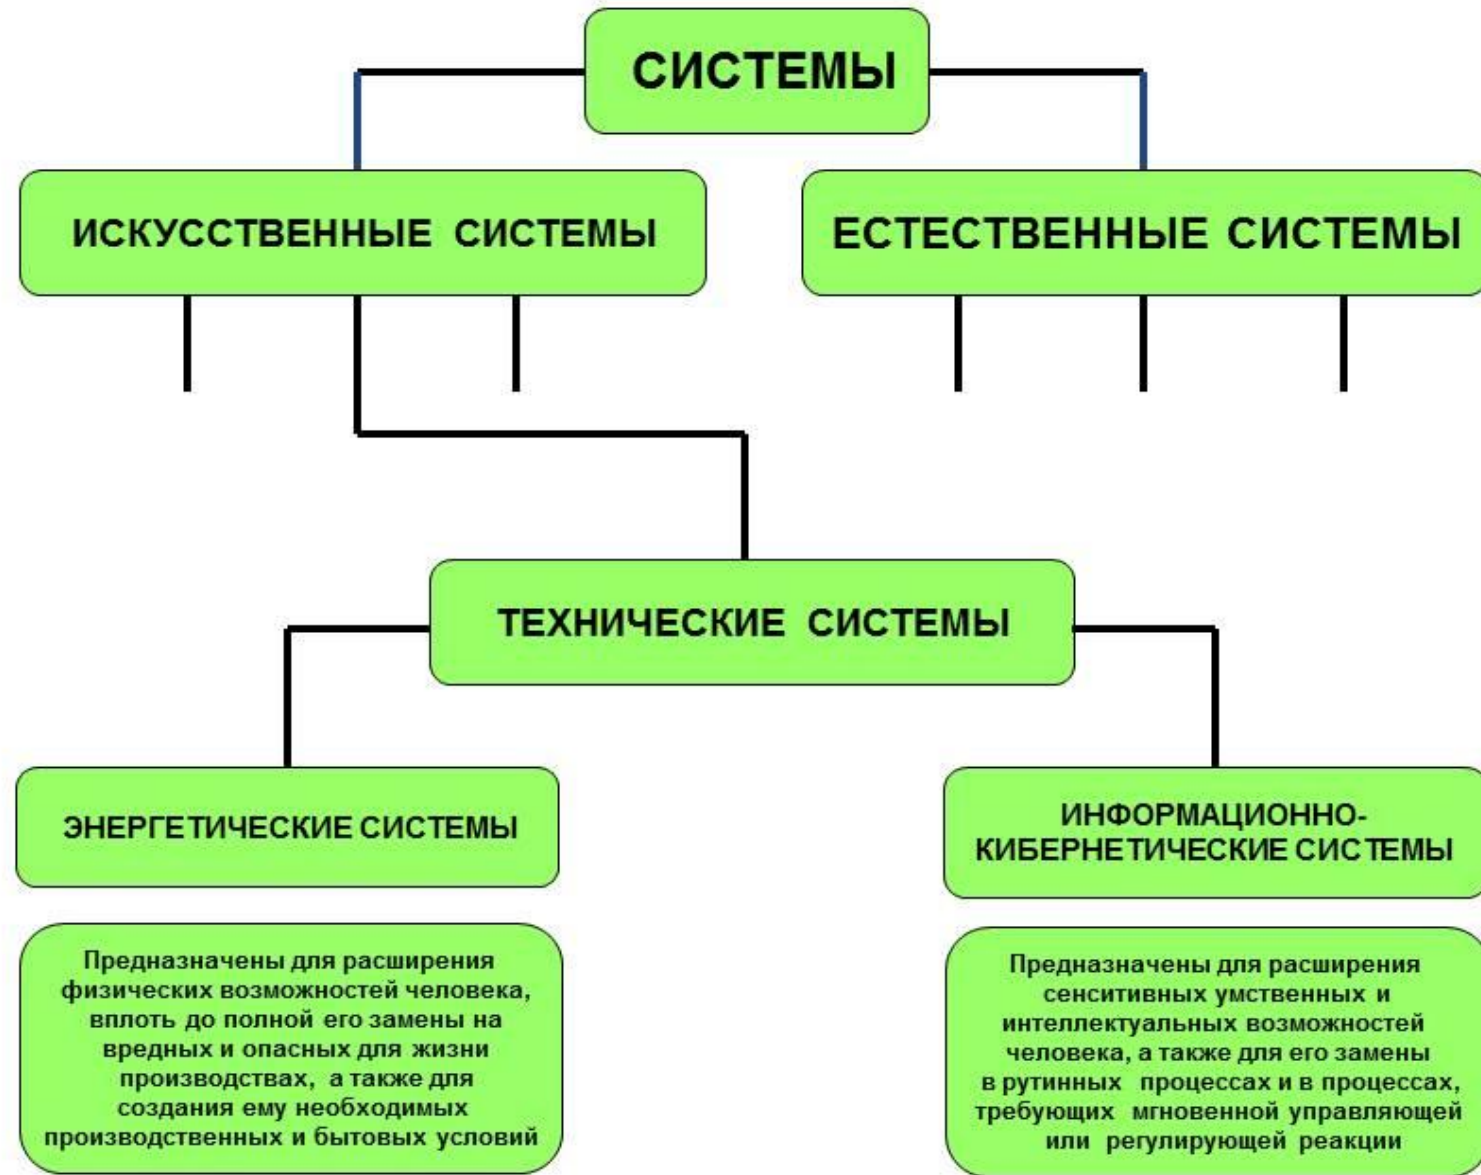 СИСТЕМЫ
ИСКУССТВЕННЫЕ СИСТЕМЫ
ЕСТЕСТВЕННЫЕ СИСТЕМЫ
ТЕХНИЧЕСКИЕ СИСТЕМЫ
ЭНЕРГЕТИЧЕСКИЕ СИСТЕМЫ
ИНФОРМАЦИОННО-
КИБЕРНЕТИЧЕСКИЕ СИСТЕМЫ
Предназначены для расширения
физических возможностей человека,
вплоть до полной его замены на
вредных и опасных для жизни
производствах, а также для
создания ему необходимых
производственных и бытовых условий
Предназначены для расширения
сенситивных умственных и
интеллектуальных возможностей
человека, а также для его замены
в рутинных процессах и в процессах,
требующих мгновенной управляющей
или регулирующей реакции